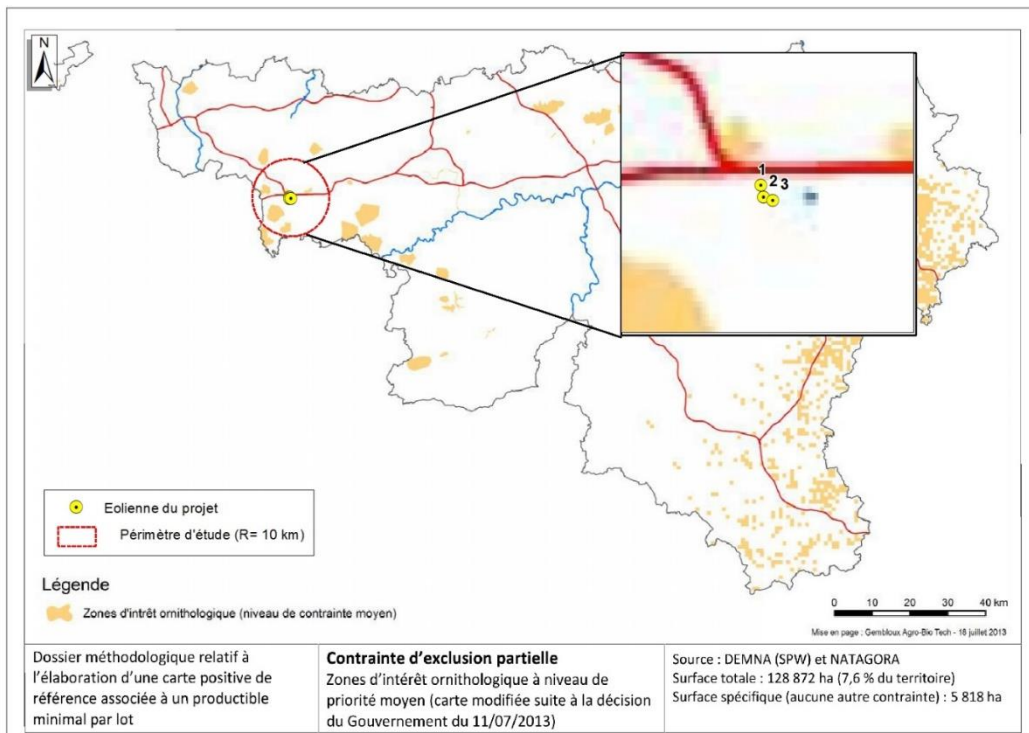 N
1
2 3
Eolienne du projet
Périmètre d'étude (R= 10 km)
Légende
Zones d'intrêt ornithologique (niveau de contrainte moyen)
0 10 20 30 40 km
Mise en page : Gembloux Agro-Bio Tech - 16 juillet 2013
Dossier méthodologique relatif à
l'élaboration d'une carte positive de
référence associée à un productible
minimal par lot
Contrainte d'exclusion partielle
Zones d'intérêt ornithologique à niveau de
priorité moyen (carte modifiée suite à la décision
du Gouvernement du 11/07/2013)
Source : DEMNA (SPW) et NATAGORA
Surface totale : 128 872 ha (7,6 % du territoire)
Surface spécifique (aucune autre contrainte) : 5 818 ha